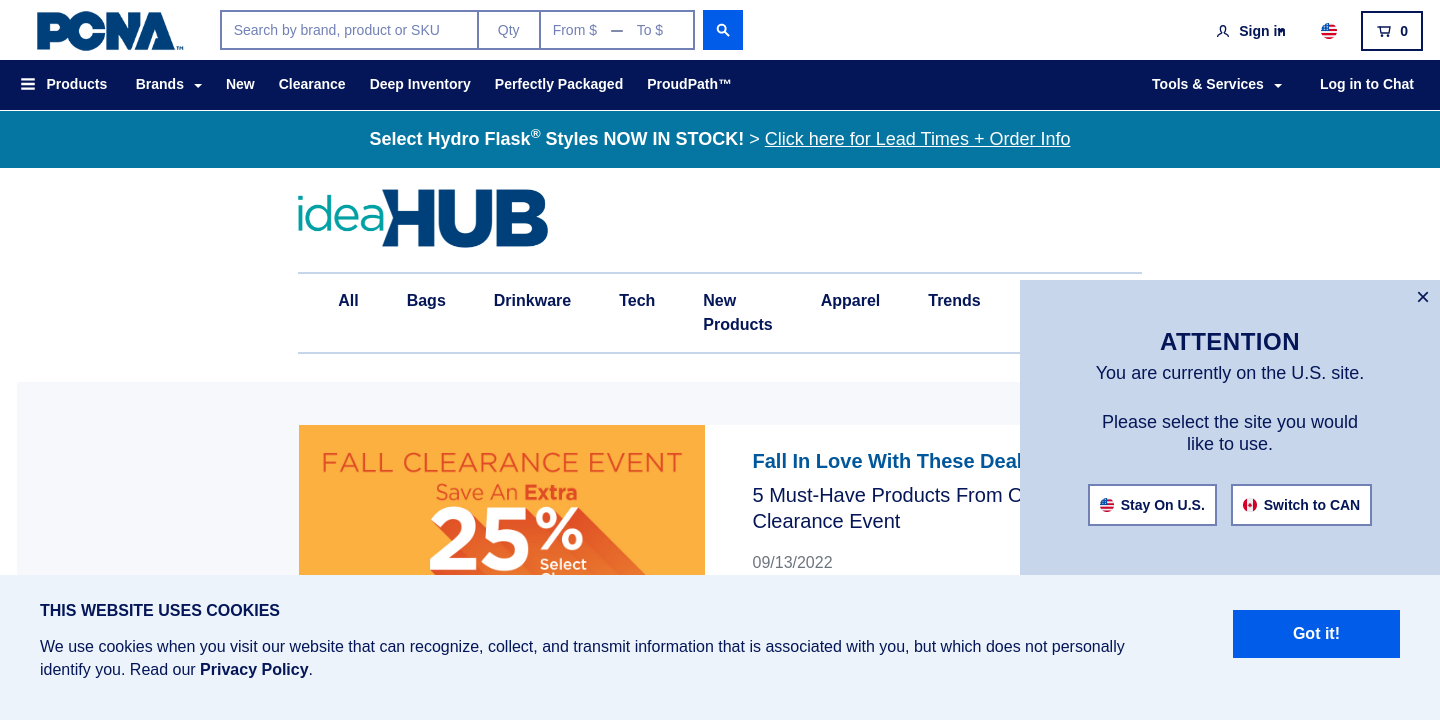 PCNA™
Search by brand, product or SKU
Qty
From $ — To $
Sign in
0
Products
Brands
New
Clearance
Deep Inventory
Perfectly Packaged
ProudPath™
Tools & Services
Log in to Chat
Select Hydro Flask® Styles NOW IN STOCK! > Click here for Lead Times + Order Info
ideaHUB
All
Bags
Drinkware
Tech
New
Products
Apparel
Trends
×
ATTENTION
You are currently on the U.S. site.
Please select the site you would
like to use.
Stay On U.S.
Switch to CAN
FALL CLEARANCE EVENT
Save An Extra
25%
Select
Fall In Love With These Deal
5 Must-Have Products From
Clearance Event
09/13/2022
THIS WEBSITE USES COOKIES
We use cookies when you visit our website that can recognize, collect, and transmit information that is associated with you, but which does not personally
identify you. Read our Privacy Policy.
Got it!